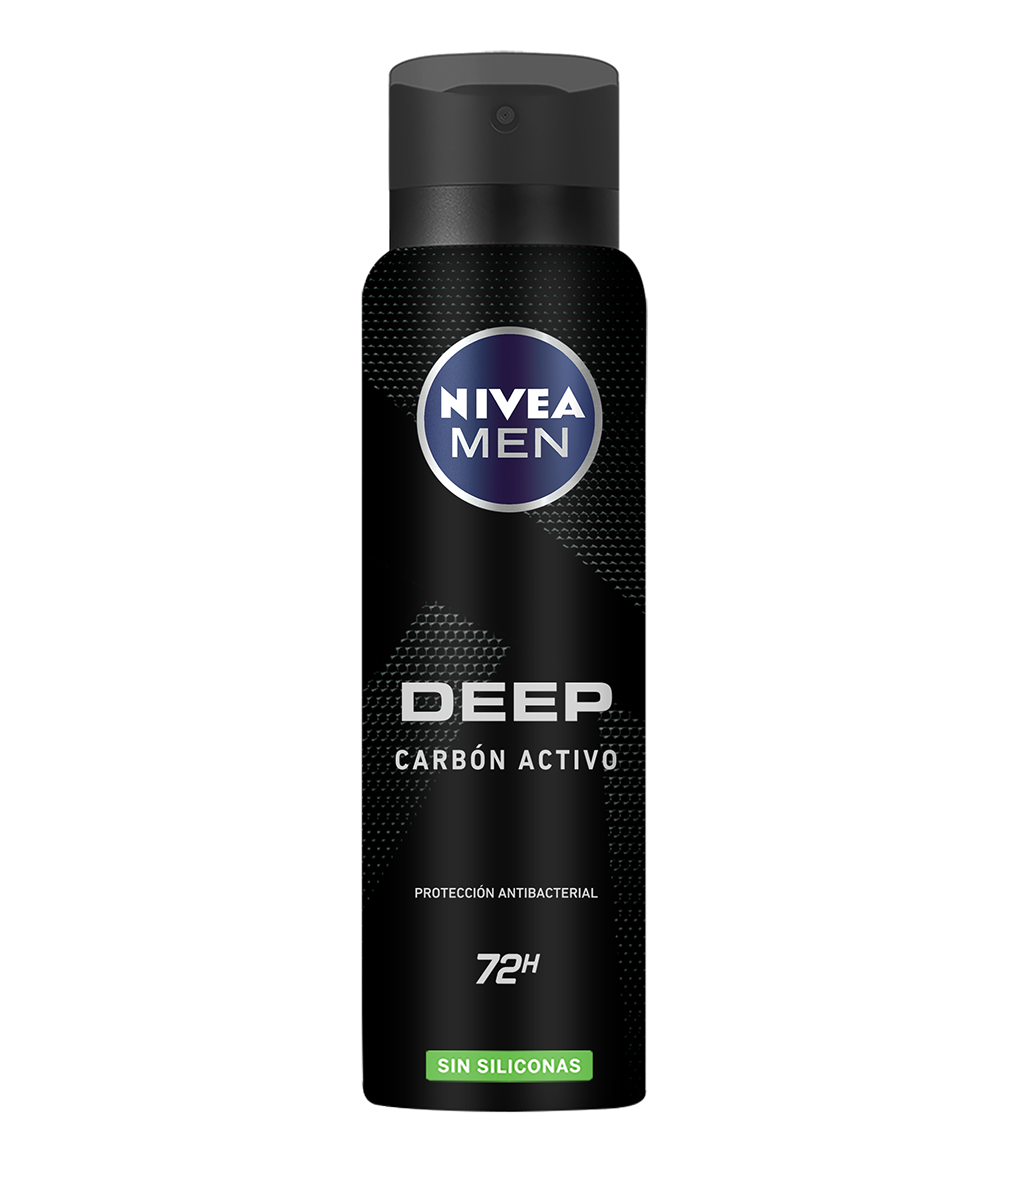 NIVEA
MEN
DEEP
CARBÓN ACTIVO
PROTECCIÓN ANTIBACTERIAL
72H
SIN SILICONAS